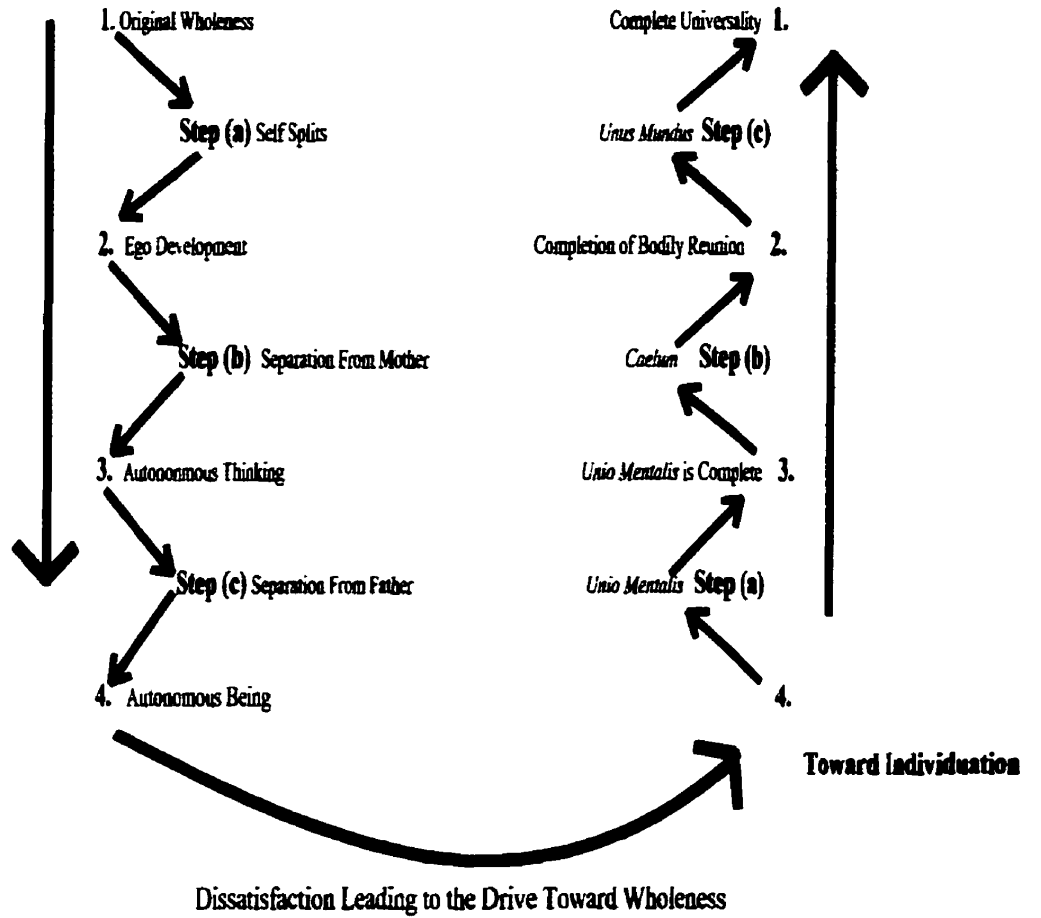 1. Original Wholeness
Step (a) Self Splits
2. Ego Development
Step (b) Separation From Mother
3. Autononmous Thinking
Step (c) Separation From Father
4. Autonomous Being
Complete Universality 1.
Unus Mundus Step (c)
Completion of Bodily Reunion 2.
Caelum Step (b)
Unio Mentalis is Complete 3.
Unio Mentalis Step (a)
4.
Toward Individuation
Dissatisfaction Leading to the Drive Toward Wholeness